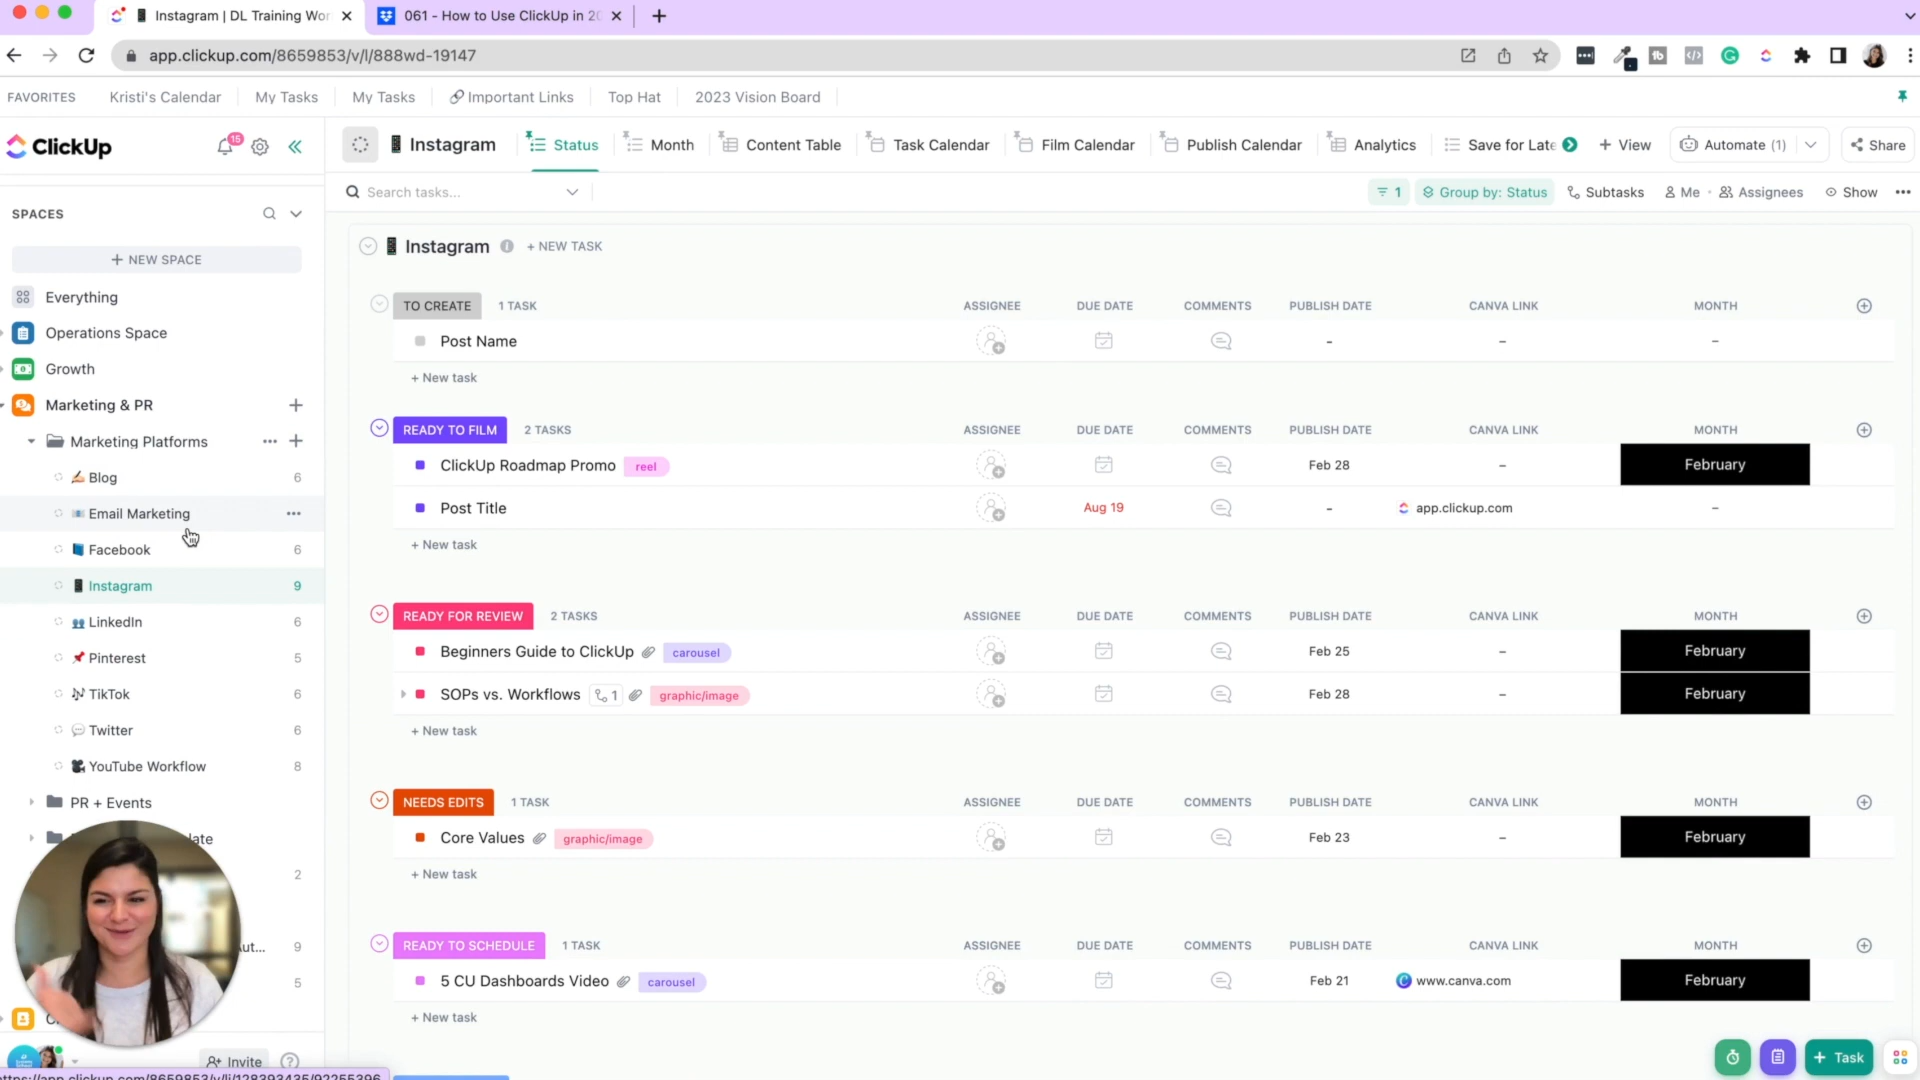 Instagram | DL Training Wor
061 - How to Use ClickUp in 20
app.clickup.com/8659853/v/l/888wd-19147
FAVORITES Kristi's Calendar My Tasks My Tasks Important Links Top Hat 2023 Vision Board
ClickUp 15
Instagram Status Month Content Table Task Calendar Film Calendar Publish Calendar Analytics Save for Late + View Automate (1) Share
Search tasks... 1 Group by: Status Subtasks Me Assignees Show
SPACES
+ NEW SPACE
Everything
Operations Space
Growth
Marketing & PR
Marketing Platforms
Blog 6
Email Marketing
Facebook 6
Instagram 9
LinkedIn 6
Pinterest 5
TikTok 6
Twitter 6
YouTube Workflow 8
PR + Events
late
2
Aut... 9
5
C
Invite
https://app.clickup.com/8659853/v/li/128393435/92255396
Instagram + NEW TASK
TO CREATE 1 TASK ASSIGNEE DUE DATE COMMENTS PUBLISH DATE CANVA LINK MONTH
Post Name - – –
+ New task
READY TO FILM 2 TASKS ASSIGNEE DUE DATE COMMENTS PUBLISH DATE CANVA LINK MONTH
ClickUp Roadmap Promo reel Feb 28 – February
Post Title Aug 19 - app.clickup.com –
+ New task
READY FOR REVIEW 2 TASKS ASSIGNEE DUE DATE COMMENTS PUBLISH DATE CANVA LINK MONTH
Beginners Guide to ClickUp carousel Feb 25 – February
SOPs vs. Workflows 1 graphic/image Feb 28 – February
+ New task
NEEDS EDITS 1 TASK ASSIGNEE DUE DATE COMMENTS PUBLISH DATE CANVA LINK MONTH
Core Values graphic/image Feb 23 – February
+ New task
READY TO SCHEDULE 1 TASK ASSIGNEE DUE DATE COMMENTS PUBLISH DATE CANVA LINK MONTH
5 CU Dashboards Video carousel Feb 21 www.canva.com February
+ New task
+ Task